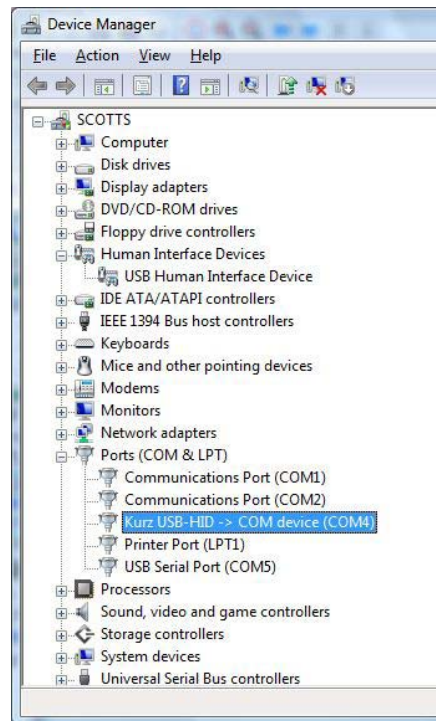 Device Manager
File Action View Help
SCOTTS
Computer
Disk drives
Display adapters
DVD/CD-ROM drives
Floppy drive controllers
Human Interface Devices
USB Human Interface Device
IDE ATA/ATAPI controllers
IEEE 1394 Bus host controllers
Keyboards
Mice and other pointing devices
Modems
Monitors
Network adapters
Ports (COM & LPT)
Communications Port (COM1)
Communications Port (COM2)
Kurz USB-HID -> COM device (COM4)
Printer Port (LPT1)
USB Serial Port (COM5)
Processors
Sound, video and game controllers
Storage controllers
System devices
Universal Serial Bus controllers